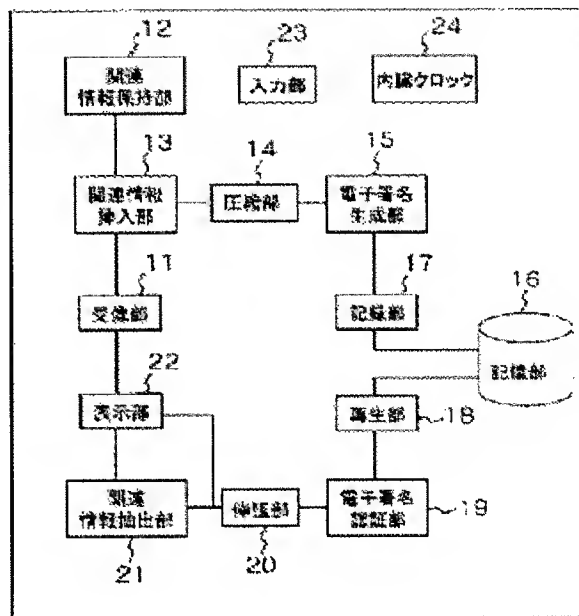 12
23
24
関連
情報保持部
入力部
内臓クロック
13
14
15
関連情報
挿入部
圧縮部
電子署名
生成部
11
17
16
受像部
記録部
記憶部
22
表示部
再生部
18
関連
情報抽出部
伸張部
電子署名
認証部
19
20
21